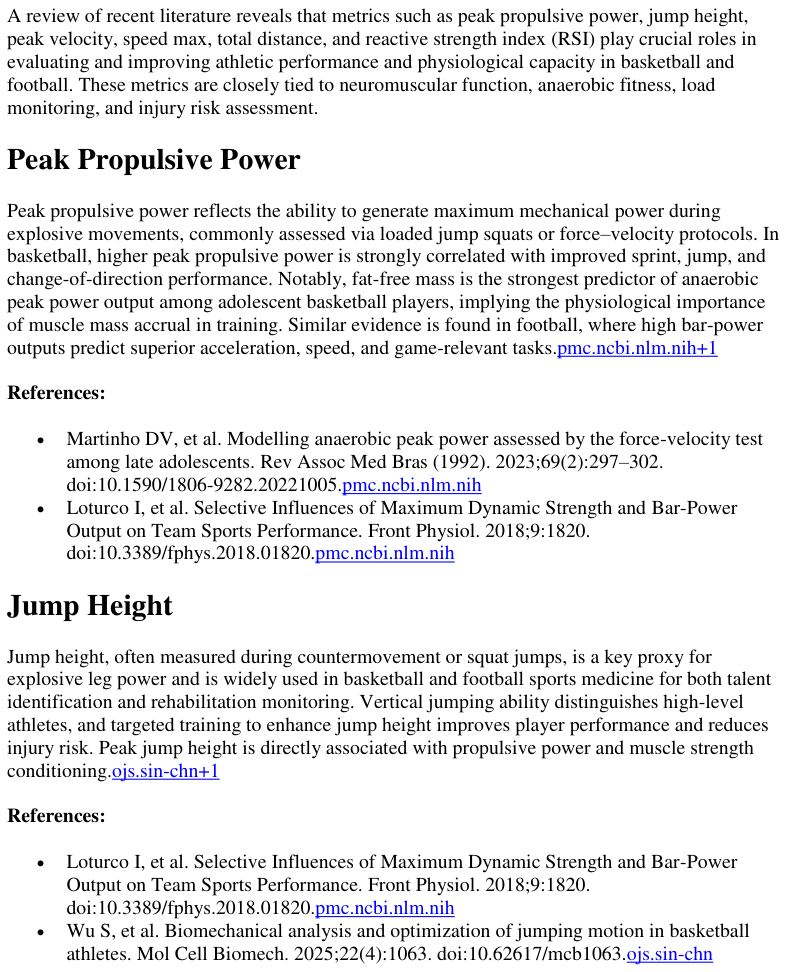 A review of recent literature reveals that metrics such as peak propulsive power, jump height,
peak velocity, speed max, total distance, and reactive strength index (RSI) play crucial roles in
evaluating and improving athletic performance and physiological capacity in basketball and
football. These metrics are closely tied to neuromuscular function, anaerobic fitness, load
monitoring, and injury risk assessment.
Peak Propulsive Power
Peak propulsive power reflects the ability to generate maximum mechanical power during
explosive movements, commonly assessed via loaded jump squats or force–velocity protocols. In
basketball, higher peak propulsive power is strongly correlated with improved sprint, jump, and
change-of-direction performance. Notably, fat-free mass is the strongest predictor of anaerobic
peak power output among adolescent basketball players, implying the physiological importance
of muscle mass accrual in training. Similar evidence is found in football, where high bar-power
outputs predict superior acceleration, speed, and game-relevant tasks.pmc.ncbi.nlm.nih+1
References:
• Martinho DV, et al. Modelling anaerobic peak power assessed by the force-velocity test
among late adolescents. Rev Assoc Med Bras (1992). 2023;69(2):297–302.
doi:10.1590/1806-9282.20221005.pmc.ncbi.nlm.nih
• Loturco I, et al. Selective Influences of Maximum Dynamic Strength and Bar-Power
Output on Team Sports Performance. Front Physiol. 2018;9:1820.
doi:10.3389/fphys.2018.01820.pmc.ncbi.nlm.nih
Jump Height
Jump height, often measured during countermovement or squat jumps, is a key proxy for
explosive leg power and is widely used in basketball and football sports medicine for both talent
identification and rehabilitation monitoring. Vertical jumping ability distinguishes high-level
athletes, and targeted training to enhance jump height improves player performance and reduces
injury risk. Peak jump height is directly associated with propulsive power and muscle strength
conditioning.ojs.sin-chn+1
References:
• Loturco I, et al. Selective Influences of Maximum Dynamic Strength and Bar-Power
Output on Team Sports Performance. Front Physiol. 2018;9:1820.
doi:10.3389/fphys.2018.01820.pmc.ncbi.nlm.nih
• Wu S, et al. Biomechanical analysis and optimization of jumping motion in basketball
athletes. Mol Cell Biomech. 2025;22(4):1063. doi:10.62617/mcb1063.ojs.sin-chn